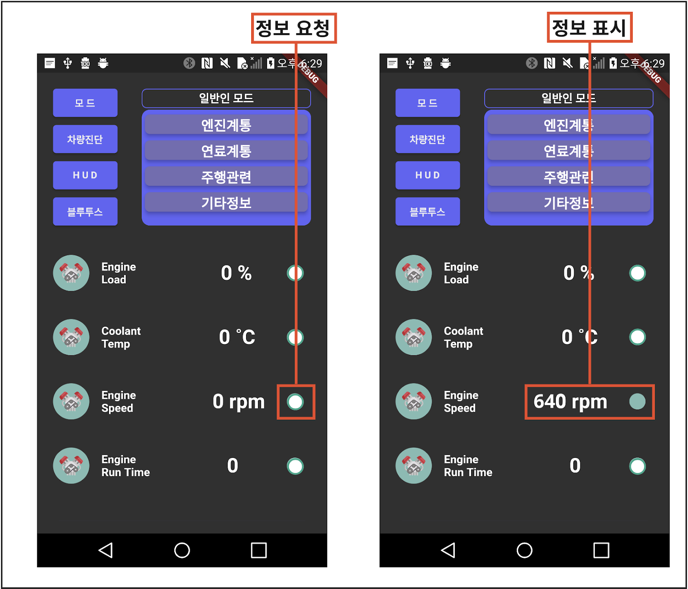 정보 요청
오후 6:29
DEBUG
모 드
일반인 모드
차량진단
엔진계통
연료계통
H U D
주행관련
블루투스
기타정보
Engine
Load
0 %
Coolant
Temp
0 °C
Engine
Speed
0 rpm
Engine
Run Time
0
정보 표시
오후 6:29
DEBUG
모 드
일반인 모드
차량진단
엔진계통
연료계통
H U D
주행관련
블루투스
기타정보
Engine
Load
0 %
Coolant
Temp
0 °C
Engine
Speed
640 rpm
Engine
Run Time
0